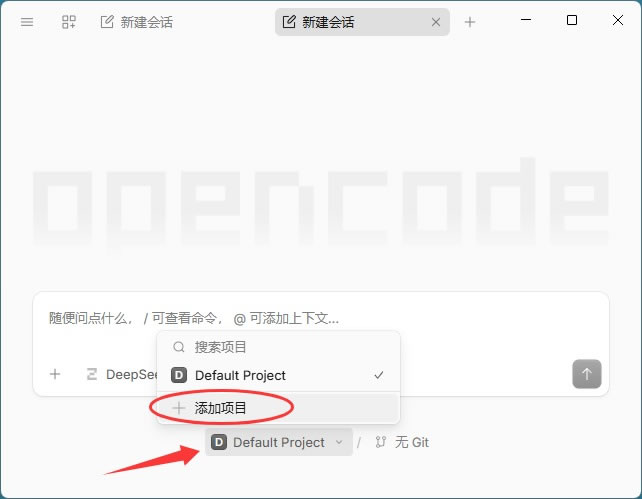 新建会话
新建会话
opencode
随便问点什么， / 可查看命令， @ 可添加上下文...
搜索项目
DeepSee
D Default Project
添加项目
D Default Project / 无 Git